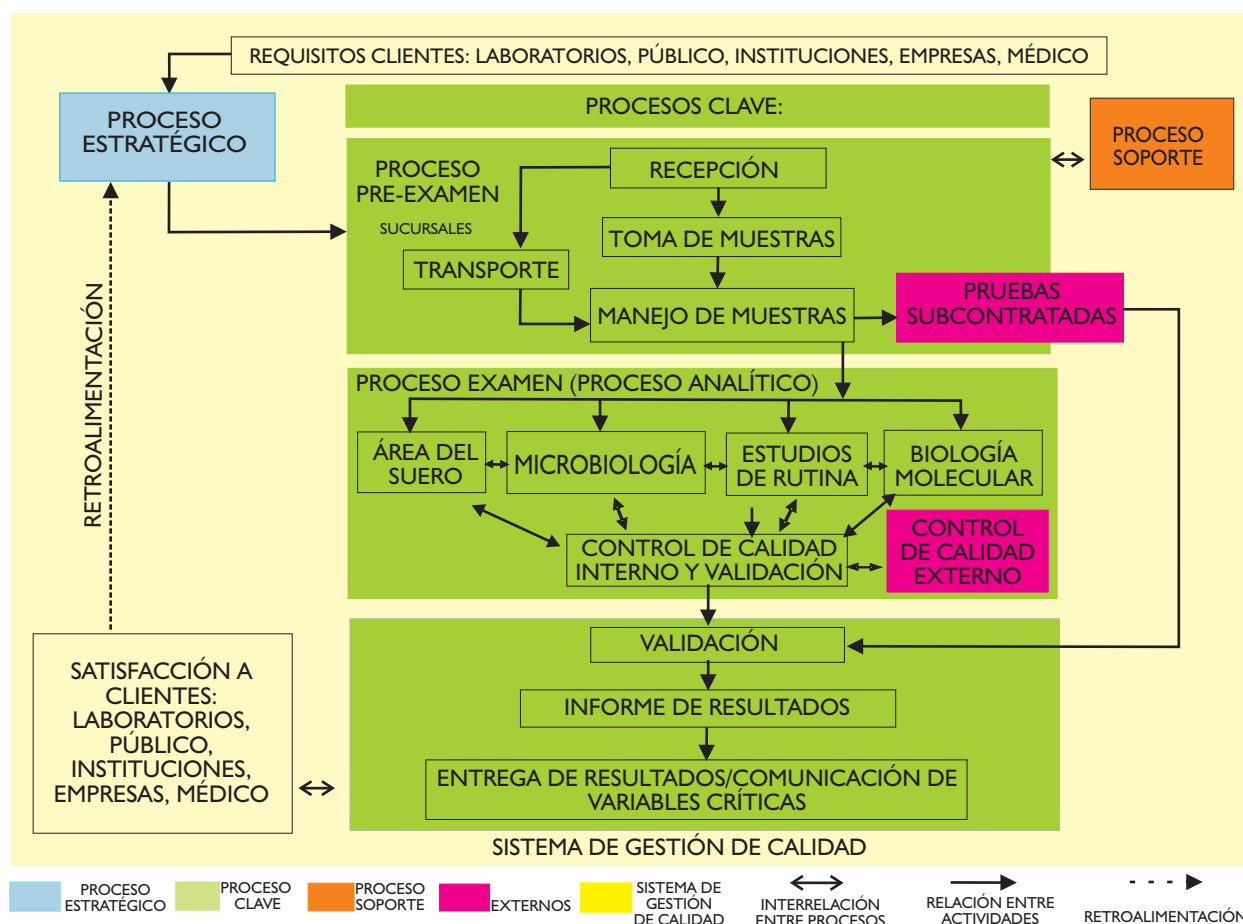 REQUISITOS CLIENTES: LABORATORIOS, PÚBLICO, INSTITUCIONES, EMPRESAS, MÉDICO
PROCESO
ESTRATÉGICO
PROCESOS CLAVE:
PROCESO
SOPORTE
PROCESO
PRE-EXAMEN
RECEPCIÓN
SUCURSALES
TOMA DE MUESTRAS
TRANSPORTE
MANEJO DE MUESTRAS
PRUEBAS
SUBCONTRATADAS
RETROALIMENTACIÓN
PROCESO EXAMEN (PROCESO ANALÍTICO)
ÁREA DEL
SUERO
MICROBIOLOGÍA
ESTUDIOS
DE RUTINA
BIOLOGÍA
MOLECULAR
CONTROL DE CALIDAD
INTERNO Y VALIDACIÓN
CONTROL
DE CALIDAD
EXTERNO
VALIDACIÓN
INFORME DE RESULTADOS
ENTREGA DE RESULTADOS/COMUNICACIÓN DE
VARIABLES CRÍTICAS
SATISFACCIÓN A
CLIENTES:
LABORATORIOS,
PÚBLICO,
INSTITUCIONES,
EMPRESAS, MÉDICO
SISTEMA DE GESTIÓN DE CALIDAD
PROCESO
ESTRATÉGICO
PROCESO
CLAVE
PROCESO
SOPORTE
EXTERNOS
SISTEMA DE
GESTIÓN
DE CALIDAD
INTERRELACIÓN
ENTRE PROCESOS
RELACIÓN ENTRE
ACTIVIDADES
RETROALIMENTACIÓN